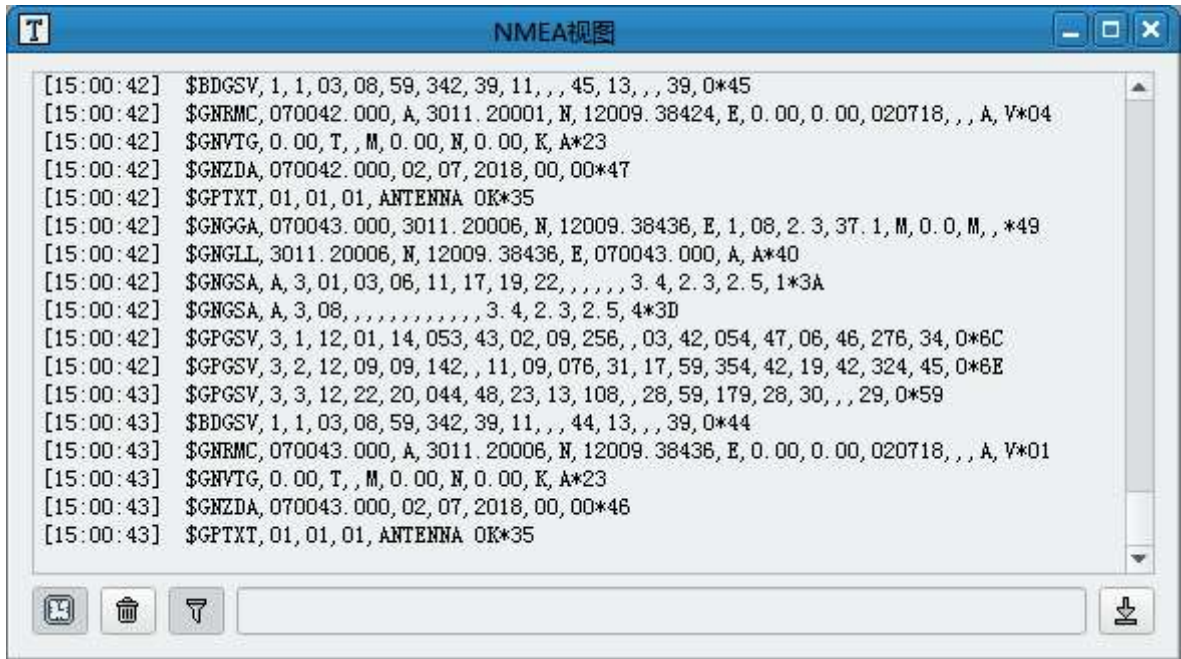 T
NMEA视图
[15:00:42] $BDGSV,1,1,03,08,59,342,39,11,,,45,13,,,39,0*45
[15:00:42] $GNRMC,070042.000,A,3011.20001,N,12009.38424,E,0.00,0.00,020718,,,A,V*04
[15:00:42] $GNVTG,0.00,T,,M,0.00,N,0.00,K,A*23
[15:00:42] $GNZDA,070042.000,02,07,2018,00,00*47
[15:00:42] $GPTXT,01,01,01,ANTENNA OK*35
[15:00:42] $GNGGA,070043.000,3011.20006,N,12009.38436,E,1,08,2.3,37.1,M,0.0,M,,*49
[15:00:42] $GNGLL,3011.20006,N,12009.38436,E,070043.000,A,A*40
[15:00:42] $GNGSA,A,3,01,03,06,11,17,19,22,,,,,,3.4,2.3,2.5,1*3A
[15:00:42] $GNGSA,A,3,08,,,,,,,,,,,,3.4,2.3,2.5,4*3D
[15:00:42] $GPGSV,3,1,12,01,14,053,43,02,09,256,,03,42,054,47,06,46,276,34,0*6C
[15:00:42] $GPGSV,3,2,12,09,09,142,,11,09,076,31,17,59,354,42,19,42,324,45,0*6E
[15:00:43] $GPGSV,3,3,12,22,20,044,48,23,13,108,,28,59,179,28,30,,,29,0*59
[15:00:43] $BDGSV,1,1,03,08,59,342,39,11,,,44,13,,,39,0*44
[15:00:43] $GNRMC,070043.000,A,3011.20006,N,12009.38436,E,0.00,0.00,020718,,,A,V*01
[15:00:43] $GNVTG,0.00,T,,M,0.00,N,0.00,K,A*23
[15:00:43] $GNZDA,070043.000,02,07,2018,00,00*46
[15:00:43] $GPTXT,01,01,01,ANTENNA OK*35